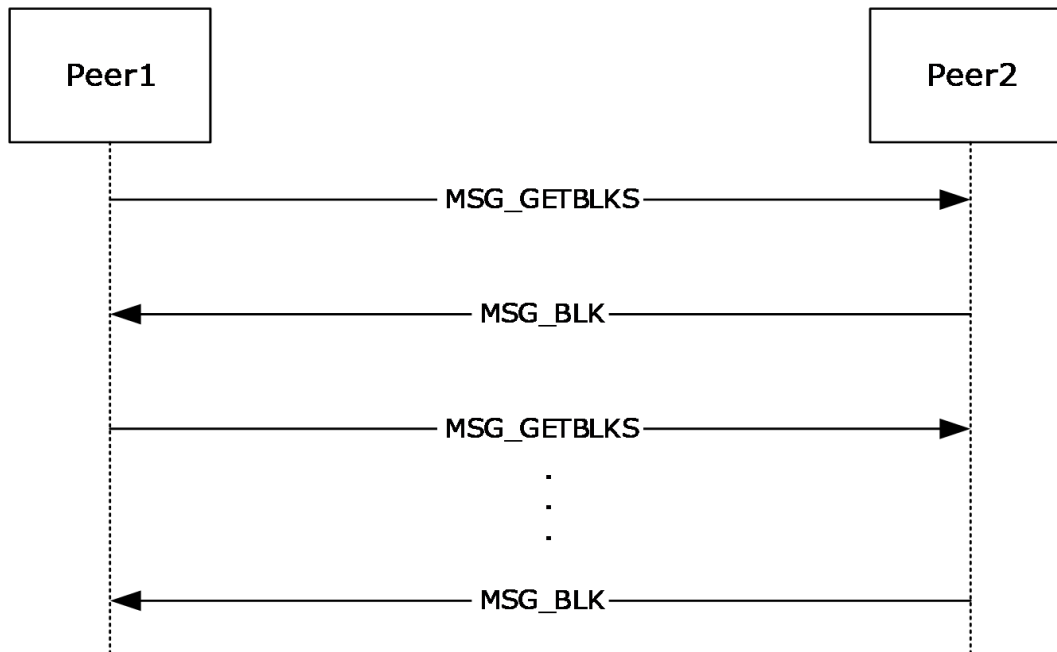 Peer1
Peer2
MSG_GETBLKS
MSG_BLK
MSG_GETBLKS
.
.
.
MSG_BLK